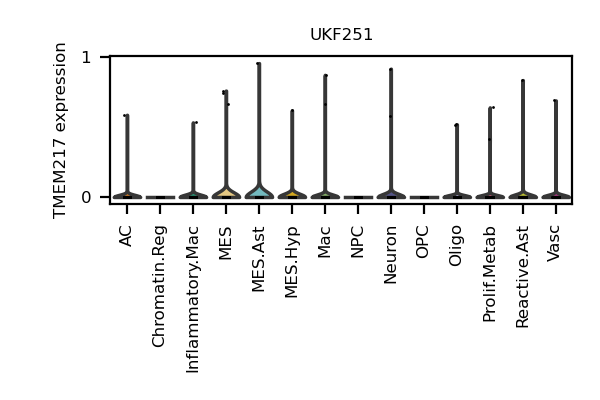 UKF251
TMEM217 expression
1
0
AC
Chromatin.Reg
Inflammatory.Mac
MES
MES.Ast
MES.Hyp
Mac
NPC
Neuron
OPC
Oligo
Prolif.Metab
Reactive.Ast
Vasc